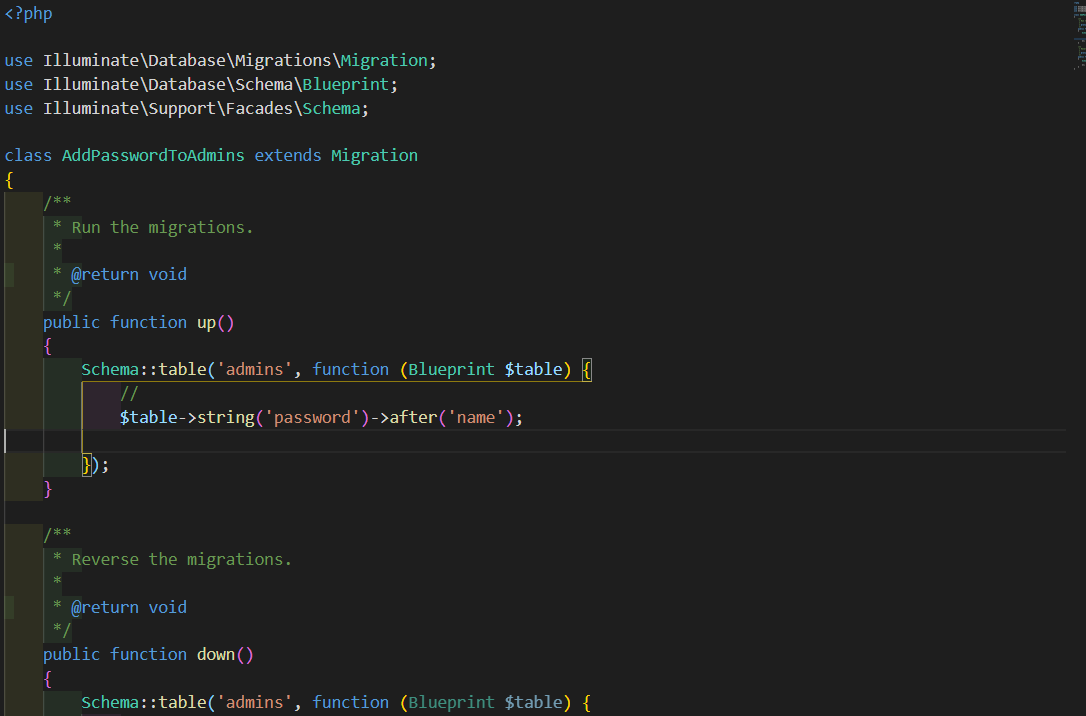 <?php
use Illuminate\Database\Migrations\Migration;
use Illuminate\Database\Schema\Blueprint;
use Illuminate\Support\Facades\Schema;
class AddPasswordToAdmins extends Migration
{
/**
* Run the migrations.
*
* @return void
*/
public function up()
{
Schema::table('admins', function (Blueprint $table) {
//
$table->string('password')->after('name');
});
}
/**
* Reverse the migrations.
*
* @return void
*/
public function down()
{
Schema::table('admins', function (Blueprint $table) {